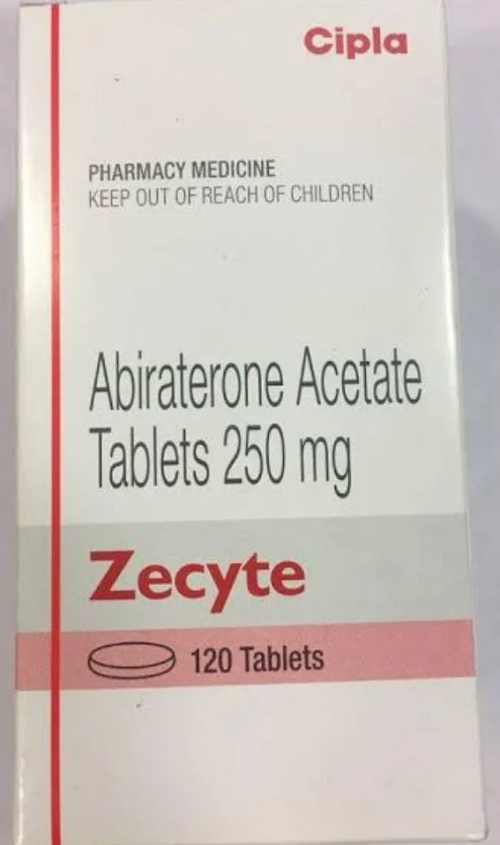 Cipla
PHARMACY MEDICINE
KEEP OUT OF REACH OF CHILDREN
Abiraterone Acetate
Tablets 250 mg
Zecyte
120 Tablets